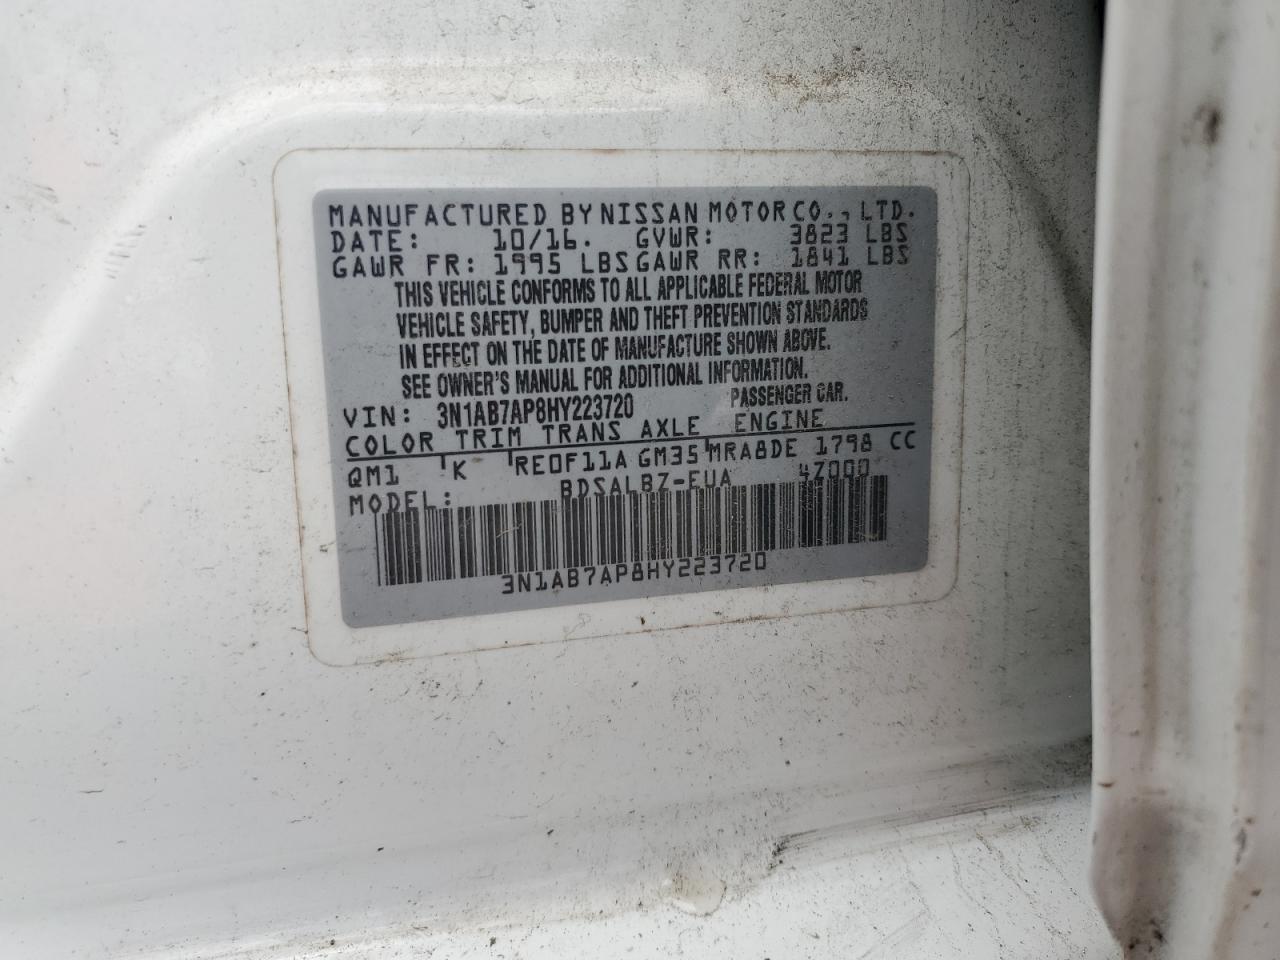 MANUFACTURED BY NISSAN MOTOR CO., LTD.
DATE: 10/16. GVWR: 3823 LBS
GAWR FR: 1995 LBS GAWR RR: 1841 LBS
THIS VEHICLE CONFORMS TO ALL APPLICABLE FEDERAL MOTOR
VEHICLE SAFETY, BUMPER AND THEFT PREVENTION STANDARDS
IN EFFECT ON THE DATE OF MANUFACTURE SHOWN ABOVE.
SEE OWNER'S MANUAL FOR ADDITIONAL INFORMATION.
VIN: 3N1AB7AP8HY223720 PASSENGER CAR.
COLOR TRIM TRANS AXLE ENGINE
QM1 K RE0F11A GM35 MRA8DE 1798 CC
MODEL: BDSALBZ-EUA 4Z000
3N1AB7AP8HY223720